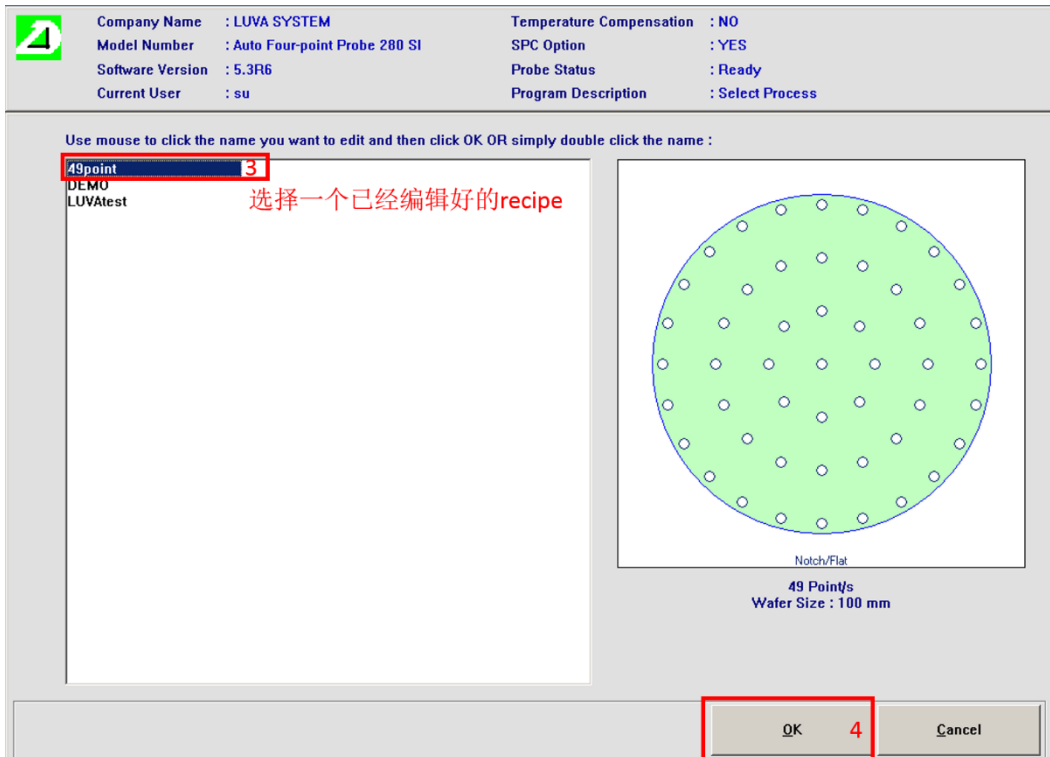 Company Name : LUVA SYSTEM Temperature Compensation : NO
Model Number : Auto Four-point Probe 280 SI SPC Option : YES
Software Version : 5.3R6 Probe Status : Ready
Current User : su Program Description : Select Process
Use mouse to click the name you want to edit and then click OK OR simply double click the name :
49point 3
DEMO
LUVAtest
选择一个已经编辑好的recipe
Notch/Flat
49 Point/s
Wafer Size : 100 mm
OK 4 Cancel